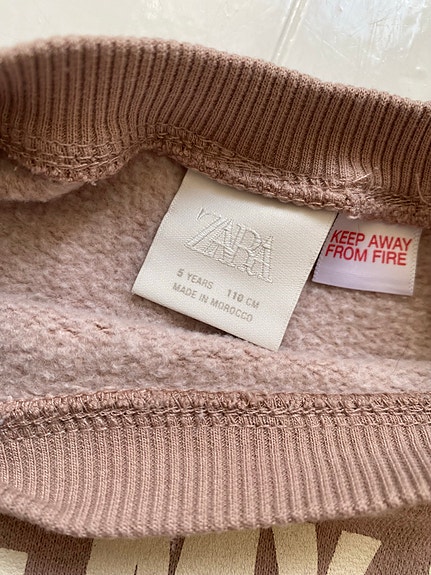 ZARA
5 YEARS 110 CM
MADE IN MOROCCO
KEEP AWAY
FROM FIRE